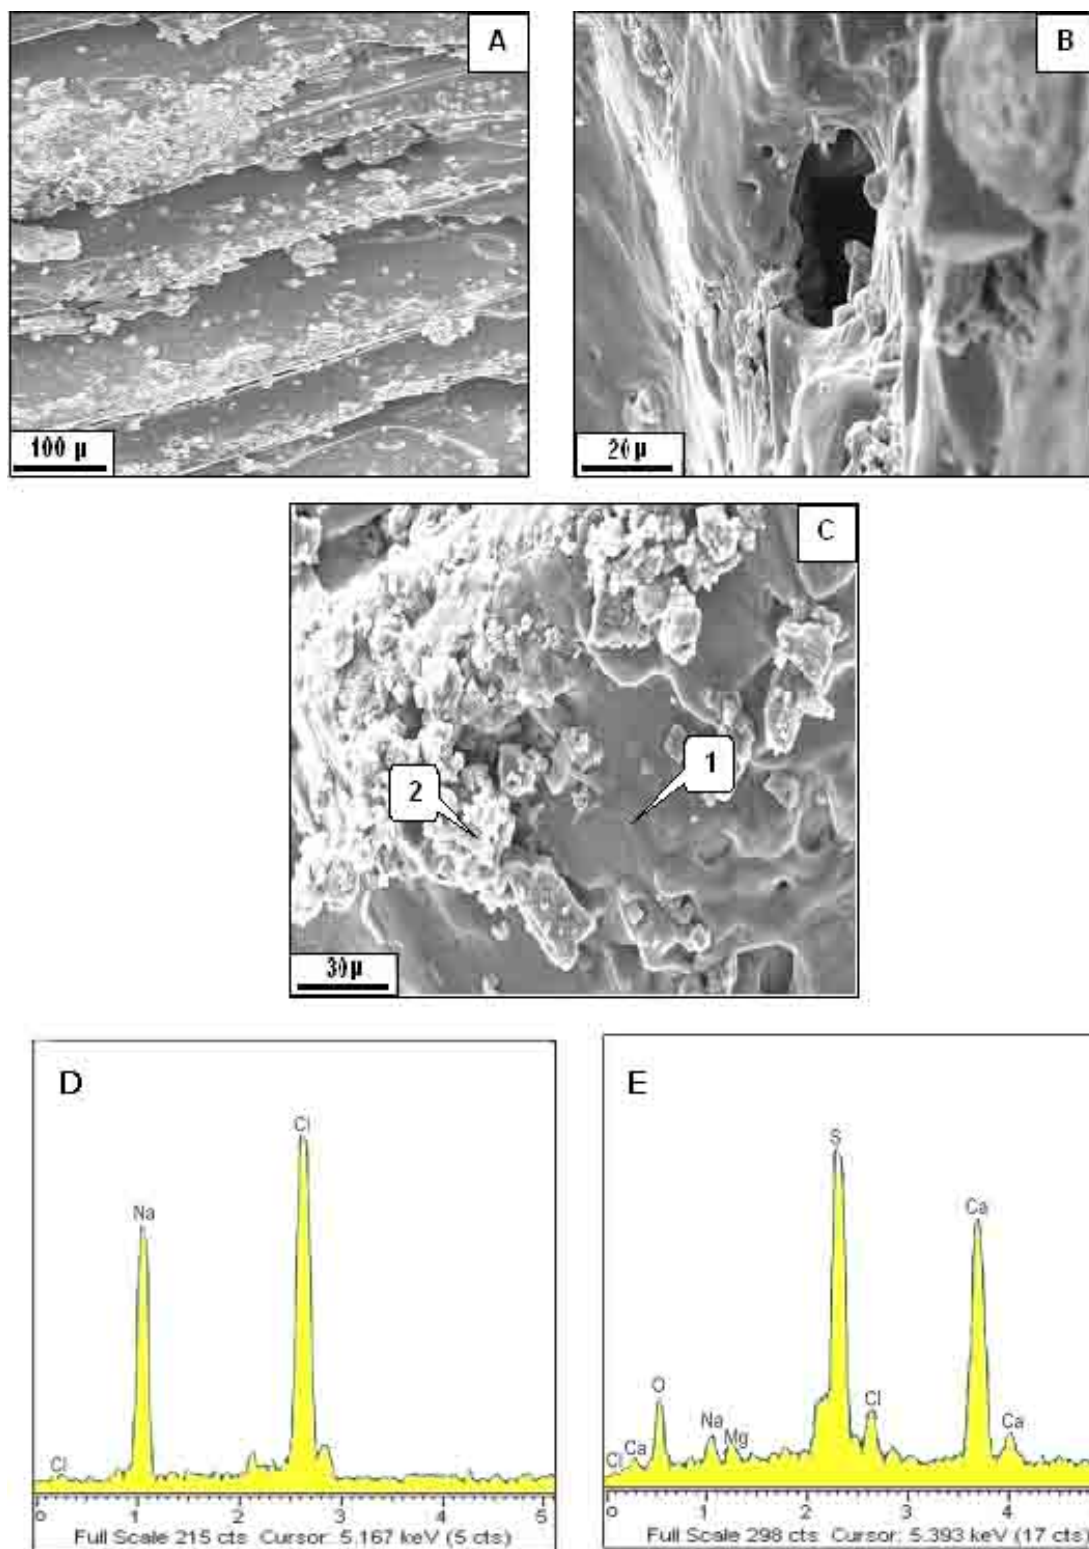 A
B
100 µ
20µ
C
1
2
30µ
D
E
Cl
S
Na
Ca
O
Cl
Na
Mg
Ca
Cl
Ca
Cl
0 1 2 3 4 5
0 1 2 3 4
Full Scale 215 cts Cursor: 5.167 keV (5 cts)
Full Scale 298 cts Cursor: 5.393 keV (17 cts)